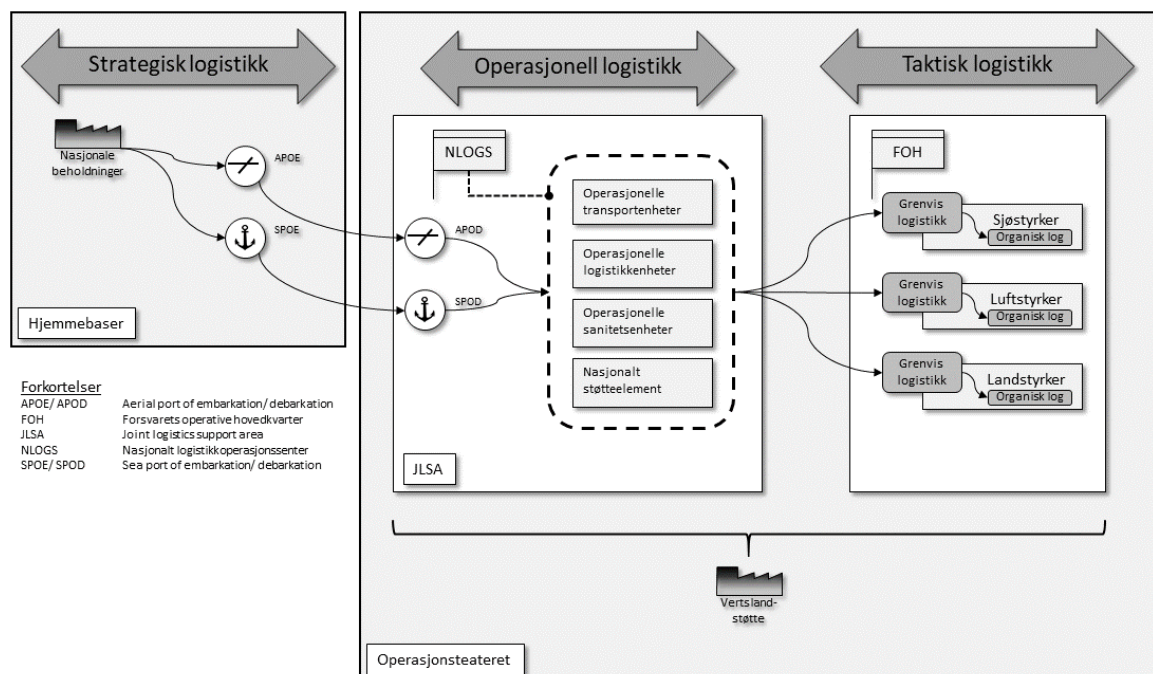 Strategisk logistikk
Operasjonell logistikk
Taktisk logistikk
Nasjonale
beholdninger
APOE
SPOE
Hjemmebaser
NLOGS
APOD
SPOD
Operasjonelle
transportenheter
Operasjonelle
logistikkenheter
Operasjonelle
sanitetsenheter
Nasjonalt
støtteelement
JLSA
FOH
Grenvis
logistikk
Sjøstyrker
Organisk log
Grenvis
logistikk
Luftstyrker
Organisk log
Grenvis
logistikk
Landstyrker
Organisk log
Forkortelser
APOE/ APOD Aerial port of embarkation/ debarkation
FOH Forsvarets operative hovedkvarter
JLSA Joint logistics support area
NLOGS Nasjonalt logistikkoperasjonssenter
SPOE/ SPOD Sea port of embarkation/ debarkation
Vertsland-
støtte
Operasjonsteateret